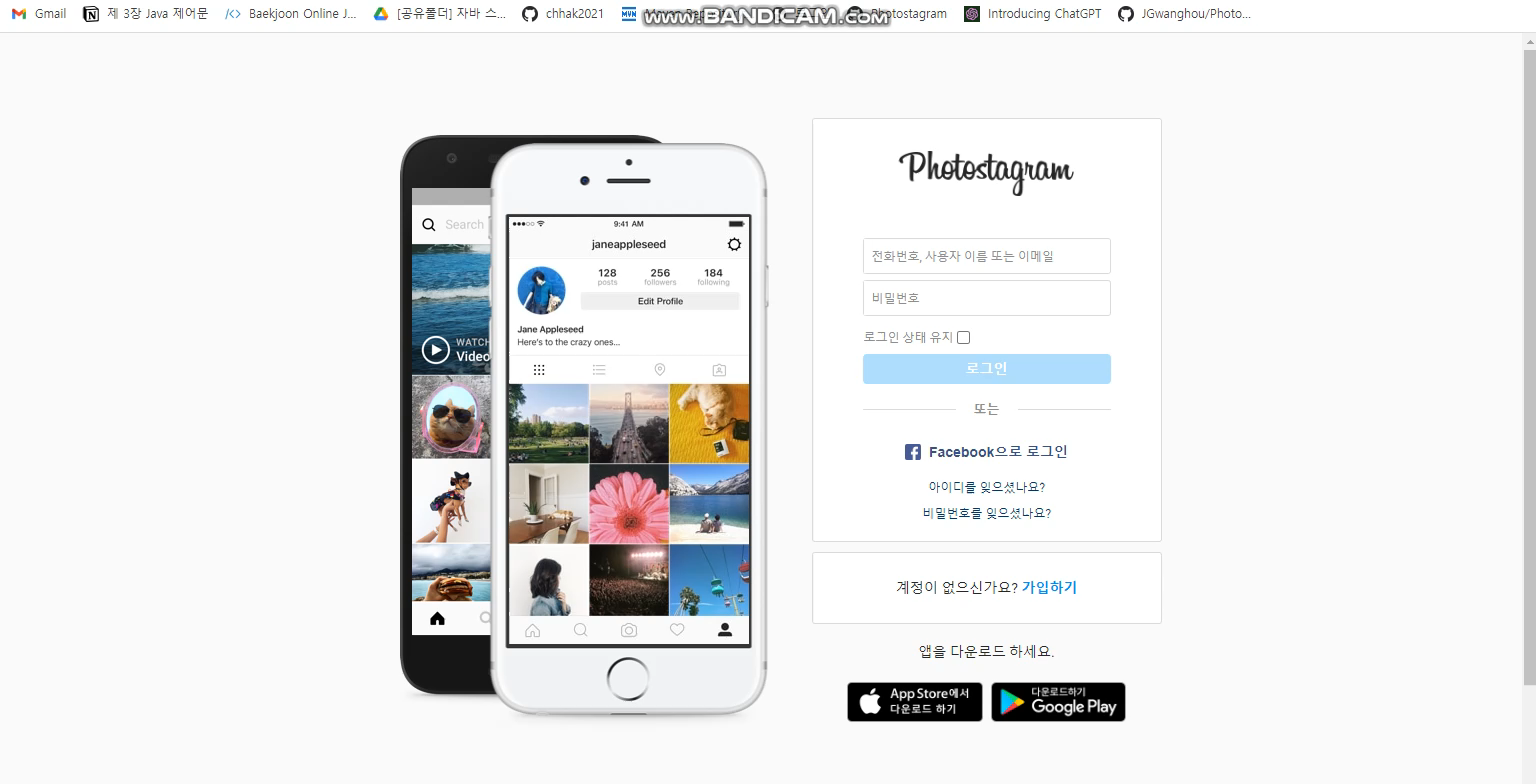 Gmail
제 3장 Java 제어문
Baekjoon Online J...
[공유폴더] 자바 스...
chhak2021
Photostagram
Introducing ChatGPT
JGwanghou/Photo...
www.BANDICAM.com
Search
WATCH
Video
9:41 AM
janeappleseed
128
256
184
posts
followers
following
Edit Profile
Jane Appleseed
Here's to the crazy ones...
Photostagram
전화번호, 사용자 이름 또는 이메일
비밀번호
로그인 상태 유지
로그인
또는
Facebook으로 로그인
아이디를 잊으셨나요?
비밀번호를 잊으셨나요?
계정이 없으신가요? 가입하기
앱을 다운로드 하세요.
App Store에서
다운로드 하기
다운로드하기
Google Play